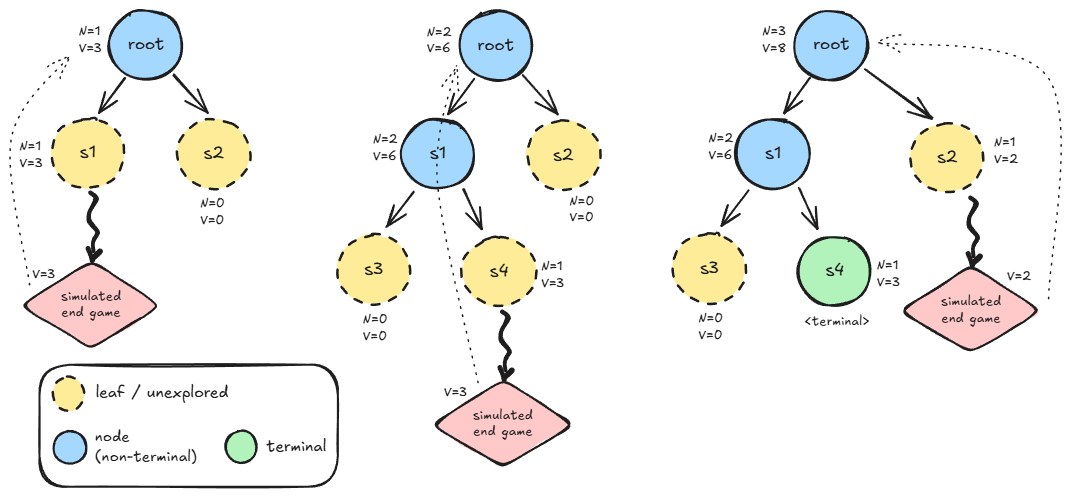 N=1
V=3
root
N=1
V=3
s1
s2
N=0
V=0
V=3
simulated
end game
N=2
V=6
root
N=2
V=6
s1
s2
N=0
V=0
s3
s4
N=1
V=3
N=0
V=0
V=3
simulated
end game
N=3
V=8
root
N=2
V=6
s1
s2
N=1
V=2
s3
s4
N=1
V=3
N=0
V=0
<terminal>
V=2
simulated
end game
leaf / unexplored
node
(non-terminal)
terminal